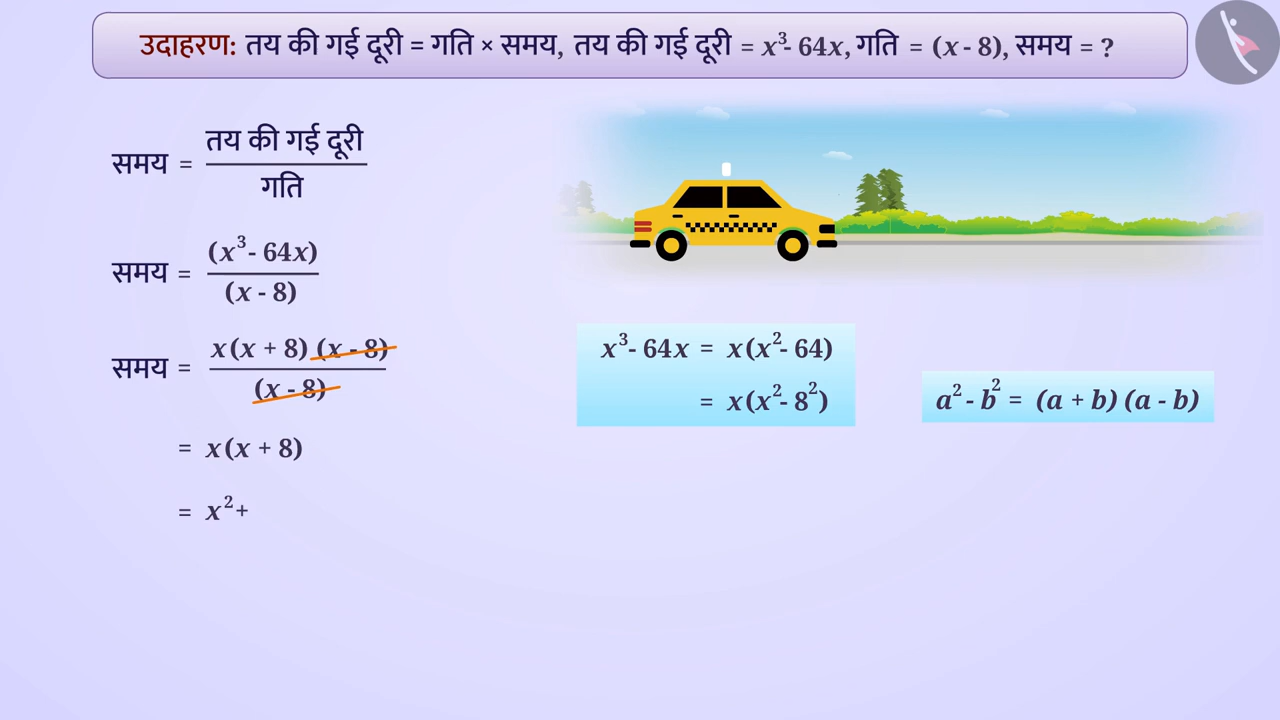 उदाहरण: तय की गई दूरी = गति × समय, तय की गई दूरी = x³- 64x, गति = (x - 8), समय = ?
समय = तय की गई दूरी / गति
समय = (x³- 64x) / (x - 8)
समय = x(x + 8) (x - 8) / (x - 8)
= x(x + 8)
= x² +
x³- 64x = x(x²- 64)
= x(x²- 8²)
a² - b² = (a + b) (a - b)